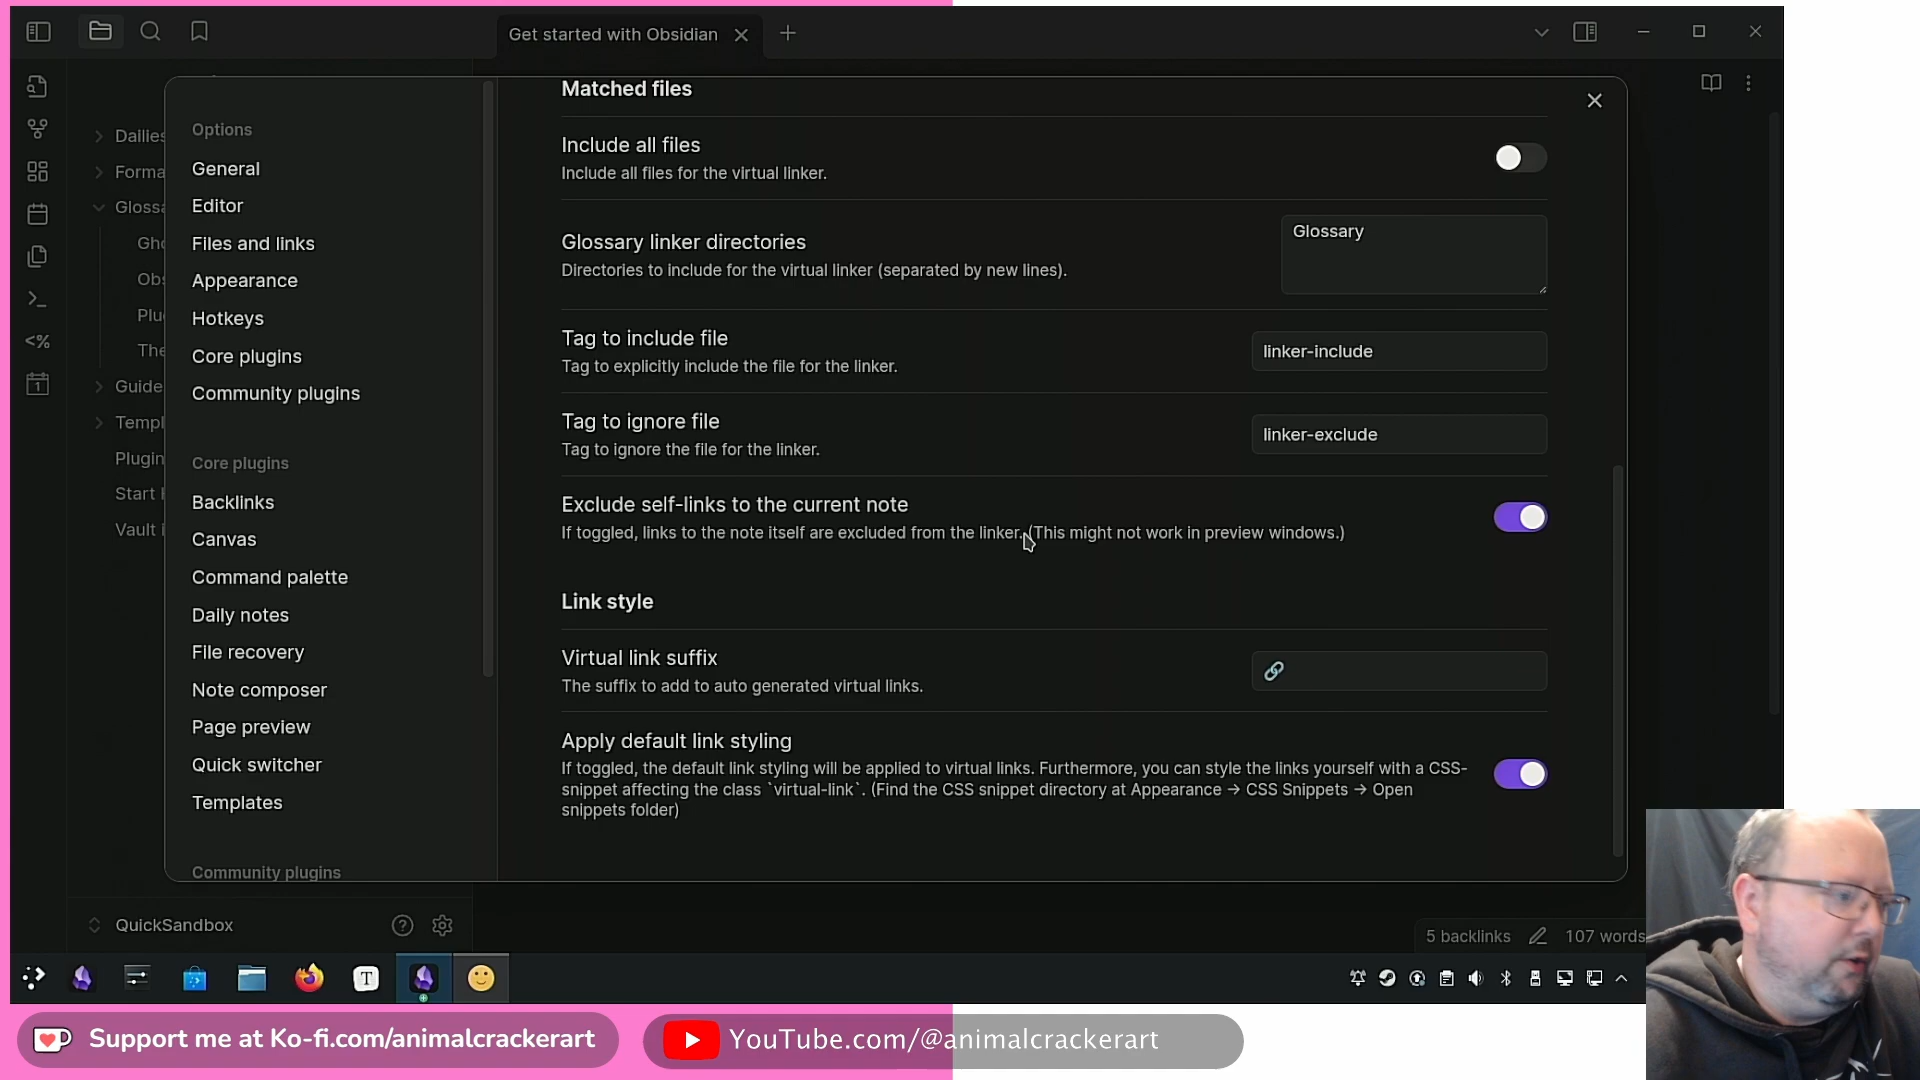 Get started with Obsidian
Options
General
Editor
Files and links
Appearance
Hotkeys
Core plugins
Community plugins
Core plugins
Backlinks
Canvas
Command palette
Daily notes
File recovery
Note composer
Page preview
Quick switcher
Templates
Community plugins
Dailies
Forma
Glossa
Gho
Obs
Plug
The
Guide
Templ
Plugin
Start
Vault
QuickSandbox
Matched files
Include all files
Include all files for the virtual linker.
Glossary linker directories
Directories to include for the virtual linker (separated by new lines).
Glossary
Tag to include file
Tag to explicitly include the file for the linker.
linker-include
Tag to ignore file
Tag to ignore the file for the linker.
linker-exclude
Exclude self-links to the current note
If toggled, links to the note itself are excluded from the linker. (This might not work in preview windows.)
Link style
Virtual link suffix
The suffix to add to auto generated virtual links.
Apply default link styling
If toggled, the default link styling will be applied to virtual links. Furthermore, you can style the links yourself with a CSS-
snippet affecting the class `virtual-link`. (Find the CSS snippet directory at Appearance → CSS Snippets → Open
snippets folder)
5 backlinks
107 words
Support me at Ko-fi.com/animalcrackerart
YouTube.com/@animalcrackerart